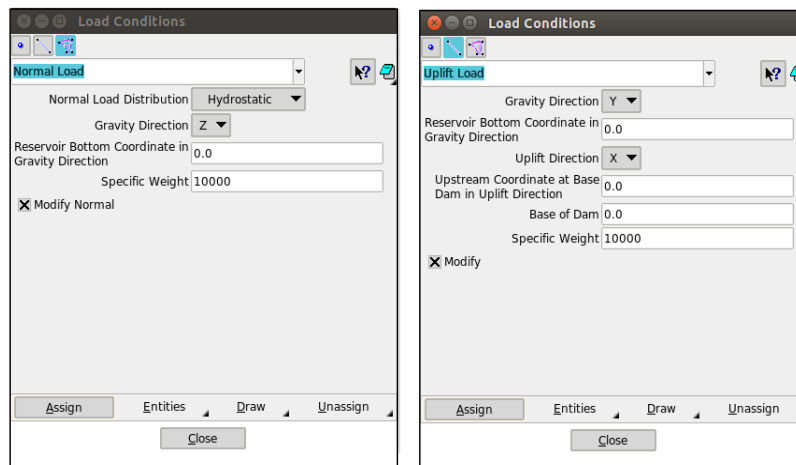 Load Conditions
Normal Load
Normal Load Distribution Hydrostatic
Gravity Direction Z
Reservoir Bottom Coordinate in
Gravity Direction 0.0
Specific Weight 10000
Modify Normal
Assign Entities Draw Unassign
Close
Load Conditions
Uplift Load
Gravity Direction Y
Reservoir Bottom Coordinate in
Gravity Direction 0.0
Uplift Direction X
Upstream Coordinate at Base
Dam in Uplift Direction 0.0
Base of Dam 0.0
Specific Weight 10000
Modify
Assign Entities Draw Unassign
Close